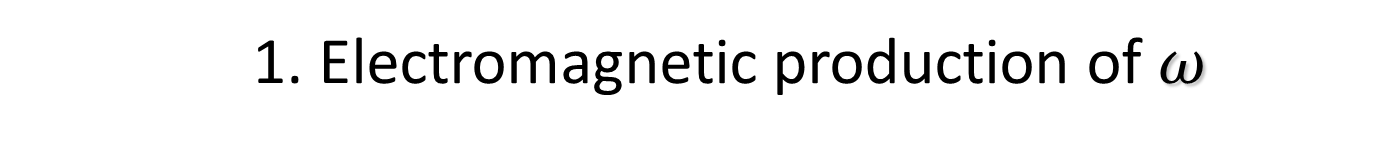 1. Electromagnetic production of ω